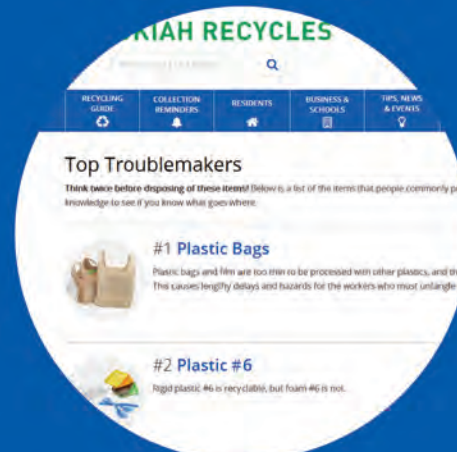 KIAH RECYCLES
RECYCLING GUIDE
COLLECTION REMINDERS
RESIDENTS
BUSINESS & SCHOOLS
TIPS, NEWS & EVENTS
Top Troublemakers
Think twice before disposing of these items! Below is a list of the items that people commonly
knowledge to see if you know what goes where.
#1 Plastic Bags
Plastic bags and film are too thin to be processed with other plastics, and
This causes lengthy delays and hazards for the workers who must untangle
#2 Plastic #6
Rigid plastic #6 is recyclable, but foam #6 is not.